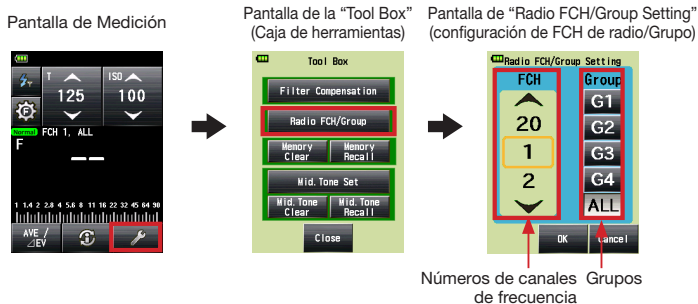 Pantalla de Medición
Pantalla de la “Tool Box”
(Caja de herramientas)
Pantalla de “Radio FCH/Group Setting”
(configuración de FCH de radio/Grupo)
T
125
ISO
100
Normal FCH 1, ALL
F
1 1.4 2 2.8 5.6 8 11 16 22 32 45 64 90
AVE /
⊿EV
Tool Box
Filter Compensation
Radio FCH/Group
Memory
Clear
Memory
Recall
Mid. Tone Set
Mid. Tone
Clear
Mid. Tone
Recall
Close
Radio FCH/Group Setting
FCH
20
1
2
Group
G1
G2
G3
G4
ALL
OK
Cancel
Números de canales
de frecuencia
Grupos